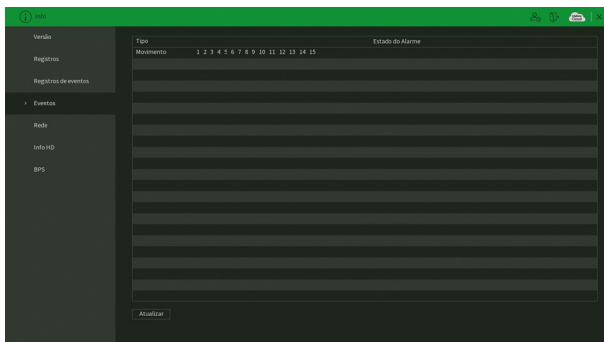 Info
Versão
Registros
Registros de eventos
Eventos
Rede
Info HD
BPS
Tipo Estado do Alarme
Movimento 1 2 3 4 5 6 7 8 9 10 11 12 13 14 15
Atualizar